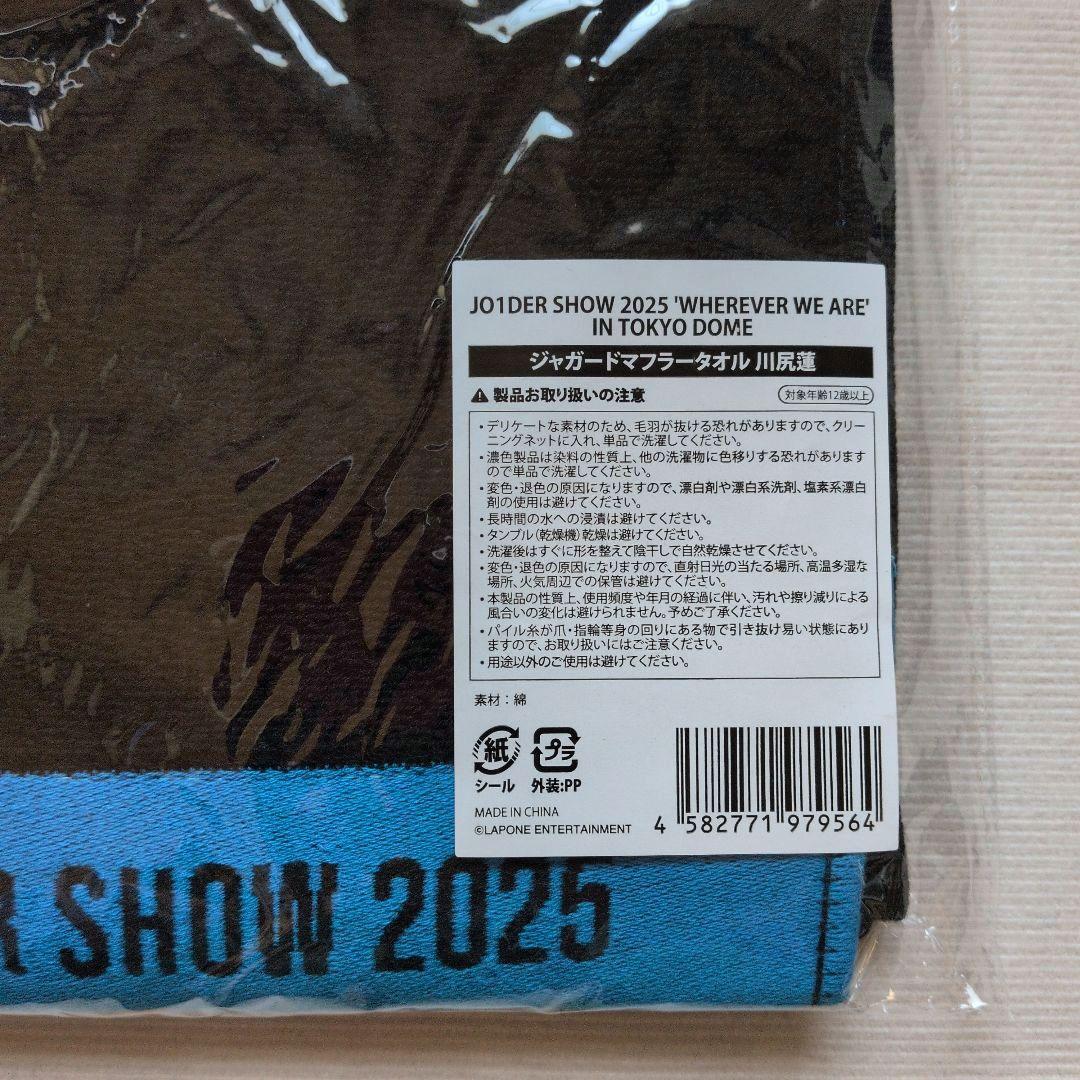 JO1DER SHOW 2025 'WHEREVER WE ARE'
IN TOKYO DOME
ジャガードマフラータオル 川尻蓮
製品お取り扱いの注意
対象年齢12歳以上
・デリケートな素材のため、毛羽が抜ける恐れがありますので、クリー
ニングネットに入れ、単品で洗濯してください。
・濃色製品は染料の性質上、他の洗濯物に色移りする恐れがあります
ので単品で洗濯してください。
・変色・退色の原因になりますので、漂白剤や漂白系洗剤、塩素系漂白
剤の使用は避けてください。
・長時間の水への浸漬は避けてください。
・タンブル(乾燥機)乾燥は避けてください。
・洗濯後はすぐに形を整えて陰干しで自然乾燥させてください。
・変色・退色の原因になりますので、直射日光の当たる場所、高温多湿な
場所、火気周辺での保管は避けてください。
・本製品の性質上、使用頻度や年月の経過に伴い、汚れや擦り減りによる
風合いの変化は避けられません。予めご了承ください。
・パイル糸が爪・指輪等身の回りにある物で引き抜け易い状態にあり
ますので、お取り扱いにはご注意ください。
・用途以外のご使用は避けてください。
素材：綿
紙
プラ
シール
外装:PP
MADE IN CHINA
©LAPONE ENTERTAINMENT
4 582771 979564
R SHOW 2025